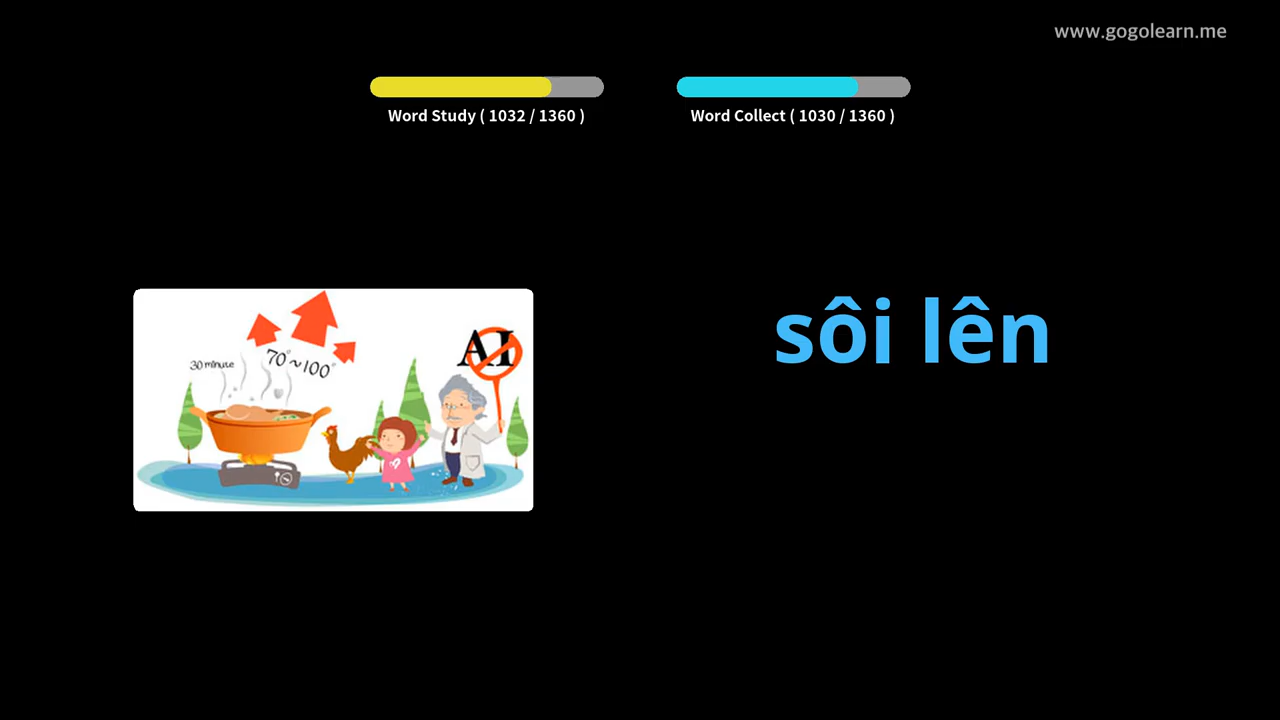 www.gogolearn.me
Word Study ( 1032 / 1360 )
Word Collect ( 1030 / 1360 )
sôi lên
30 minute
70°~100°
AI